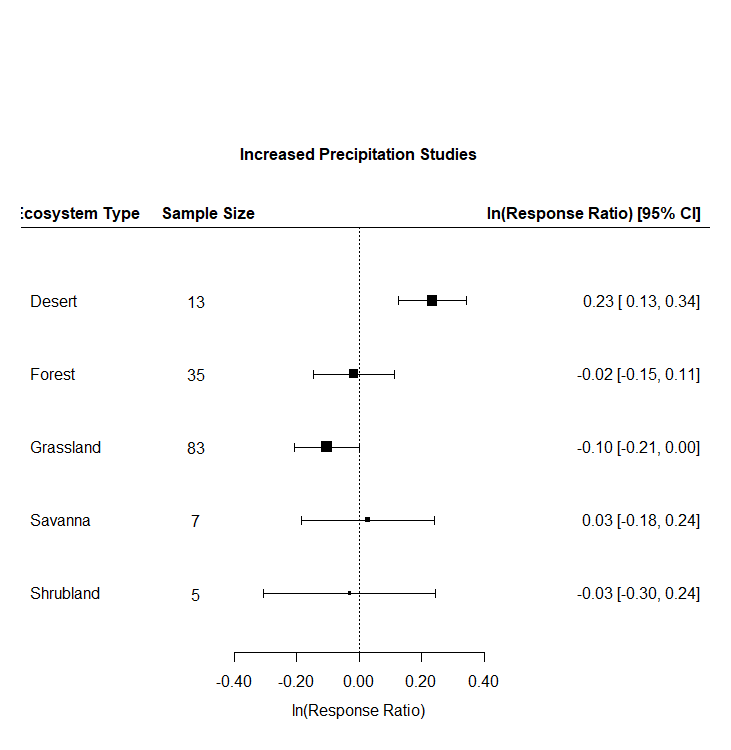 Increased Precipitation Studies
cosystem Type Sample Size ln(Response Ratio) [95% CI]
Desert 13 0.23 [ 0.13, 0.34]
Forest 35 -0.02 [-0.15, 0.11]
Grassland 83 -0.10 [-0.21, 0.00]
Savanna 7 0.03 [-0.18, 0.24]
Shrubland 5 -0.03 [-0.30, 0.24]
-0.40 -0.20 0.00 0.20 0.40
ln(Response Ratio)